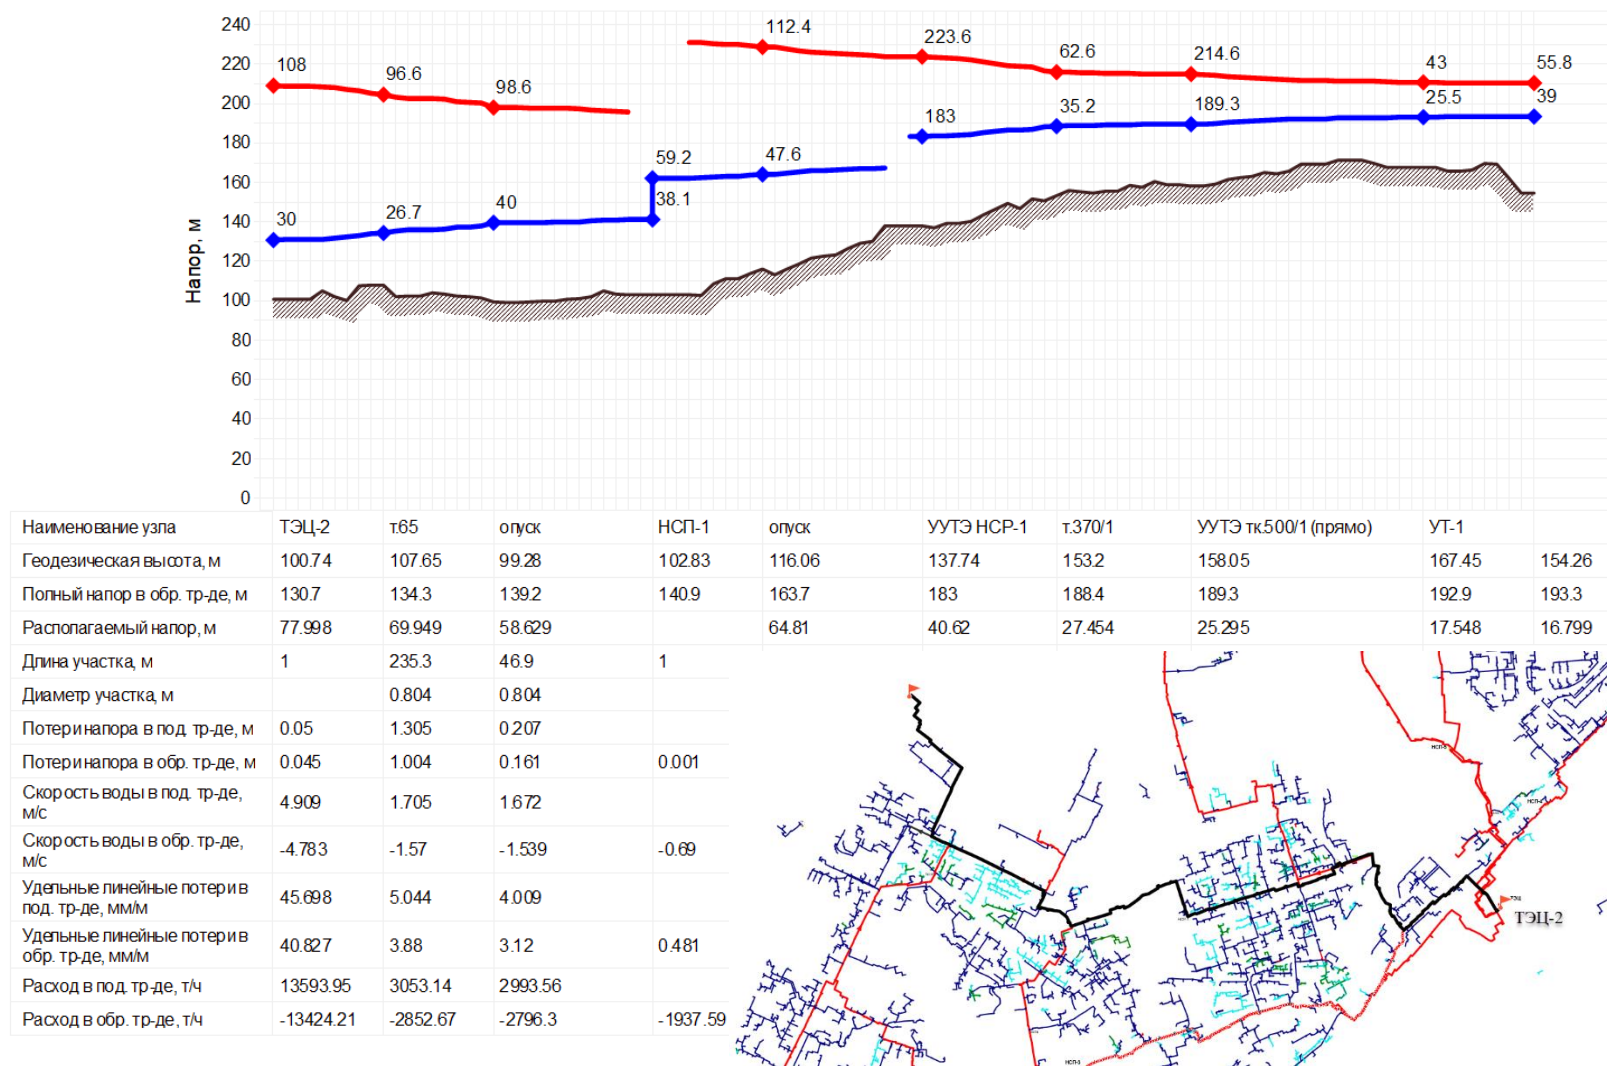 240
220
200
180
160
140
120
100
80
60
40
20
0
Напор, м
108
96.6
98.6
112.4
223.6
62.6
214.6
43
55.8
30
26.7
40
59.2
38.1
47.6
183
35.2
189.3
25.5
39
Наименование узла ТЭЦ-2 т.65 опуск НСП-1 опуск УУТЭ НСР-1 т.370/1 УУТЭ тк.500/1 (прямо) УТ-1
Геодезическая высота, м 100.74 107.65 99.28 102.83 116.06 137.74 153.2 158.05 167.45 154.26
Полный напор в обр. тр-де, м 130.7 134.3 139.2 140.9 163.7 183 188.4 189.3 192.9 193.3
Располагаемый напор, м 77.998 69.949 58.629 64.81 40.62 27.454 25.295 17.548 16.799
Длина участка, м 1 235.3 46.9 1
Диаметр участка, м 0.804 0.804
Потери напора в под. тр-де, м 0.05 1.305 0.207
Потери напора в обр. тр-де, м 0.045 1.004 0.161 0.001
Скорость воды в под. тр-де,
м/с 4.909 1.705 1.672
Скорость воды в обр. тр-де,
м/с -4.783 -1.57 -1.539 -0.69
Удельные линейные потери в
под. тр-де, мм/м 45.698 5.044 4.009
Удельные линейные потери в
обр. тр-де, мм/м 40.827 3.88 3.12 0.481
Расход в под. тр-де, т/ч 13593.95 3053.14 2993.56
Расход в обр. тр-де, т/ч -13424.21 -2852.67 -2796.3 -1937.59
ТЭЦ-2